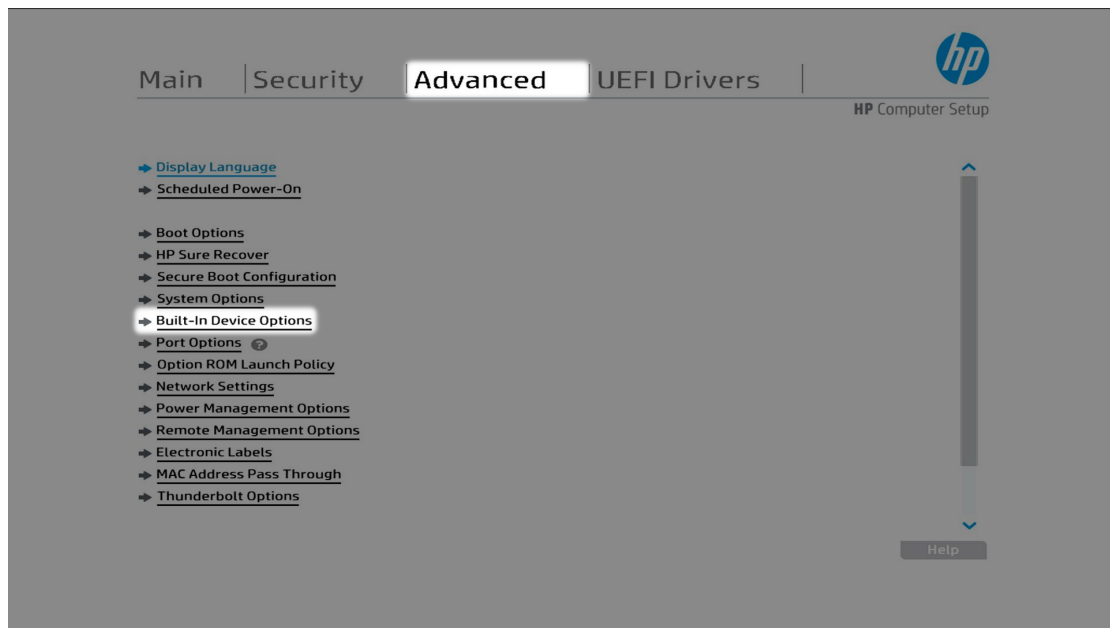 hp
Main Security Advanced UEFI Drivers
HP Computer Setup
Display Language
Scheduled Power-On
Boot Options
HP Sure Recover
Secure Boot Configuration
System Options
Built-In Device Options
Port Options ?
Option ROM Launch Policy
Network Settings
Power Management Options
Remote Management Options
Electronic Labels
MAC Address Pass Through
Thunderbolt Options
Help